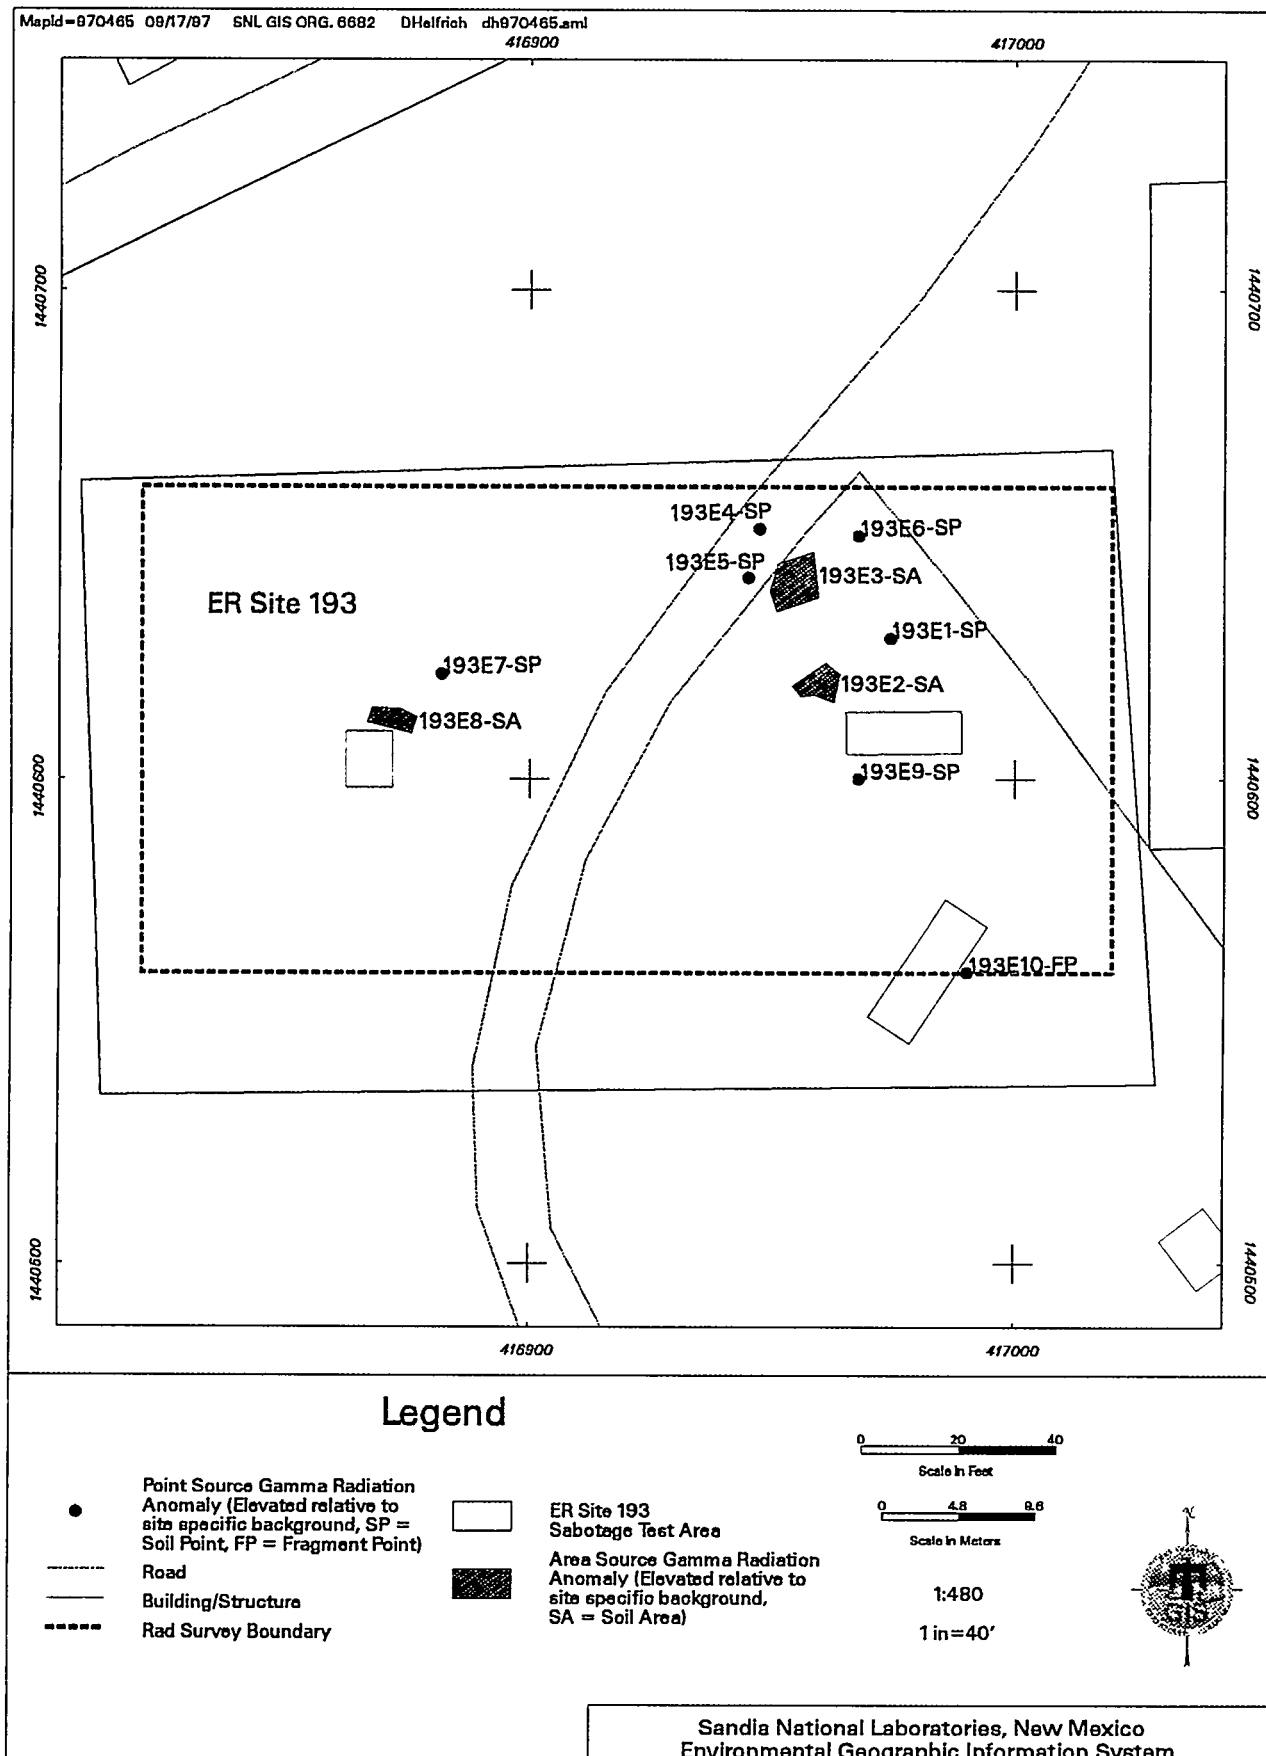 MapId=970465 09/17/97 SNL GIS ORG. 6682 DHelfrich dh970465.aml
416900 417000
1440700 1440700
193E4-SP
193E6-SP
193E5-SP
193E3-SA
ER Site 193
193E1-SP
193E7-SP
193E2-SA
193E8-SA
193E9-SP
1440600 1440600
193E10-FP
1440500 1440500
416900 417000
Legend
Point Source Gamma Radiation
Anomaly (Elevated relative to
site specific background, SP =
Soil Point, FP = Fragment Point)
Road
Building/Structure
Rad Survey Boundary
ER Site 193
Sabotage Test Area
Area Source Gamma Radiation
Anomaly (Elevated relative to
site specific background,
SA = Soil Area)
0 20 40
Scale in Feet
0 4.8 9.6
Scale in Meters
1:480
1 in=40'
N
GIS
Sandia National Laboratories, New Mexico
Environmental Geographic Information System